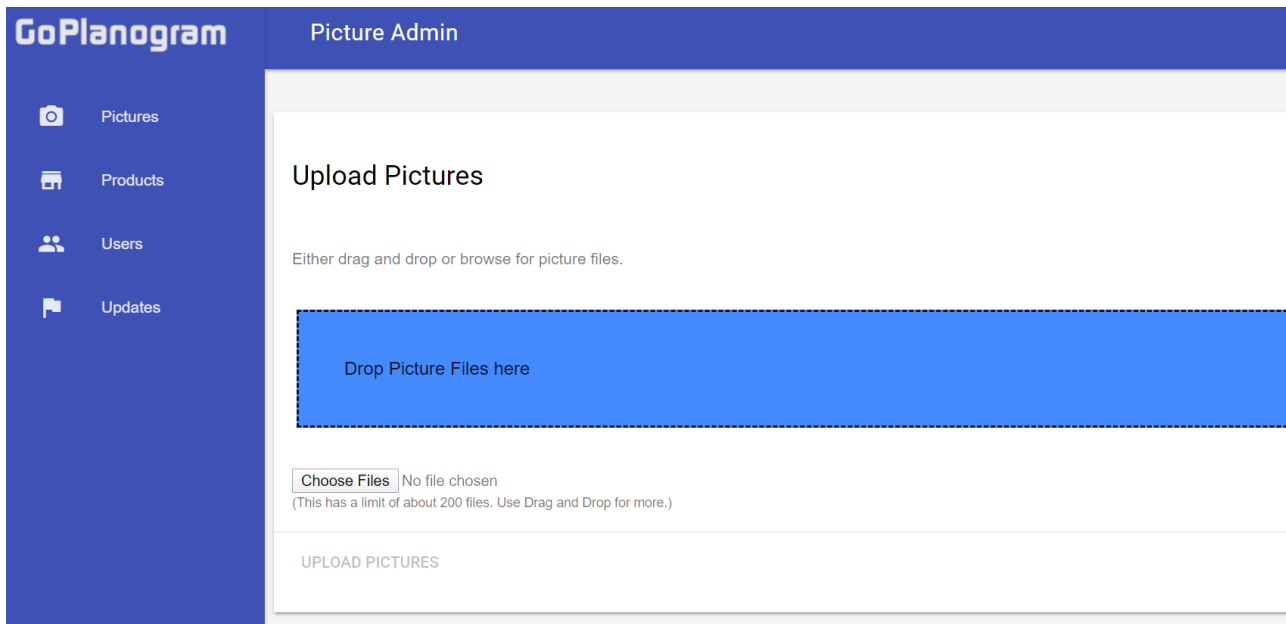 GoPlanogram
Picture Admin
Pictures
Products
Users
Updates
Upload Pictures
Either drag and drop or browse for picture files.
Drop Picture Files here
Choose Files No file chosen
(This has a limit of about 200 files. Use Drag and Drop for more.)
UPLOAD PICTURES